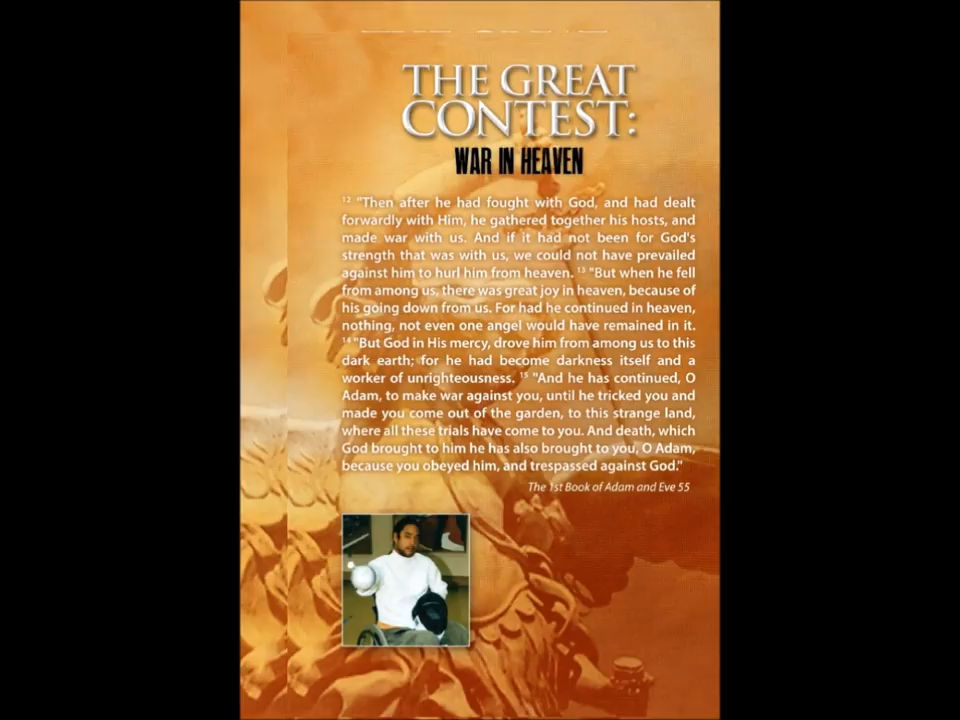 THE GREAT
CONTEST:
WAR IN HEAVEN
12 "Then after he had fought with God, and had dealt
forwardly with Him, he gathered together his hosts, and
made war with us. And if it had not been for God's
strength that was with us, we could not have prevailed
against him to hurl him from heaven. 13 "But when he fell
from among us, there was great joy in heaven, because of
his going down from us. For had he continued in heaven,
nothing, not even one angel would have remained in it.
14 "But God in His mercy, drove him from among us to this
dark earth; for he had become darkness itself and a
worker of unrighteousness. 15 "And he has continued, O
Adam, to make war against you, until he tricked you and
made you come out of the garden, to this strange land,
where all these trials have come to you. And death, which
God brought to him he has also brought to you, O Adam,
because you obeyed him, and trespassed against God."
The 1st Book of Adam and Eve 55